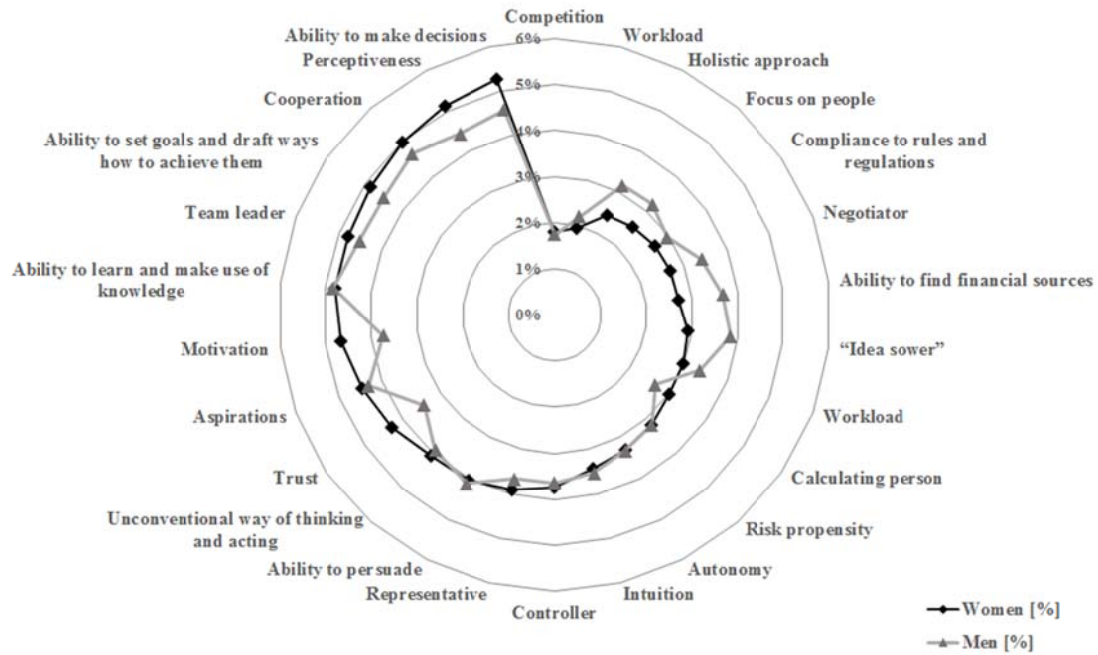 Competition
Workload
Holistic approach
Focus on people
Compliance to rules and
regulations
Negotiator
Ability to find financial sources
“Idea sower”
Workload
Calculating person
Risk propensity
Autonomy
Intuition
Controller
Representative
Ability to persuade
Unconventional way of thinking
and acting
Trust
Aspirations
Motivation
Ability to learn and make use of
knowledge
Team leader
Ability to set goals and draft ways
how to achieve them
Cooperation
Perceptiveness
Ability to make decisions
6%
5%
4%
3%
2%
1%
0%
Women [%]
Men [%]